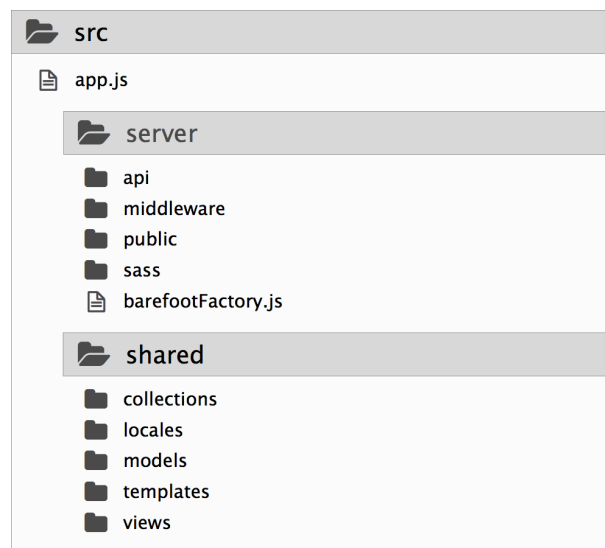 src
app.js
server
api
middleware
public
sass
barefootFactory.js
shared
collections
locales
models
templates
views